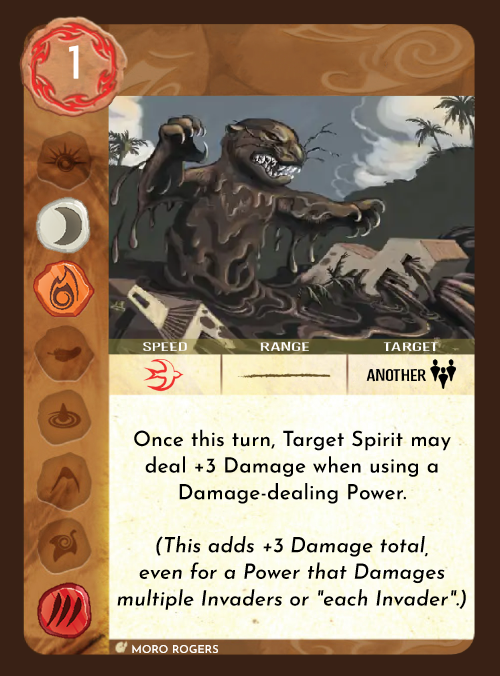 1
SPEED RANGE TARGET
ANOTHER
Once this turn, Target Spirit may
deal +3 Damage when using a
Damage-dealing Power.
(This adds +3 Damage total,
even for a Power that Damages
multiple Invaders or "each Invader".)
MORO ROGERS